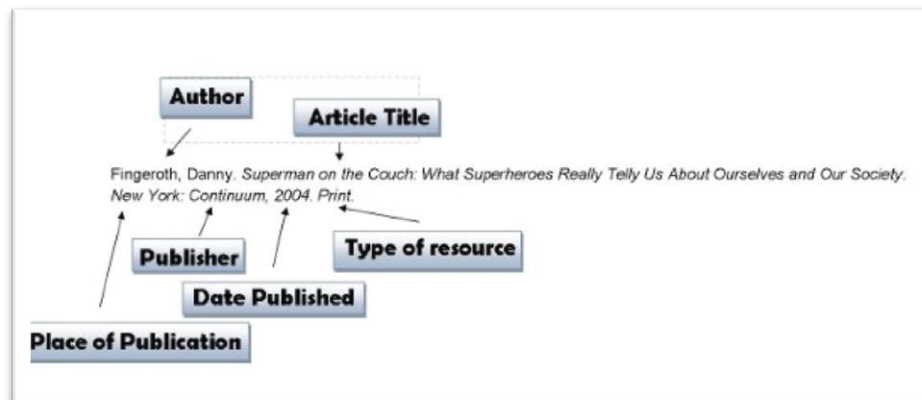 Author
Article Title
Fingeroth, Danny. Superman on the Couch: What Superheroes Really Telly Us About Ourselves and Our Society.
New York: Continuum, 2004. Print.
Publisher
Type of resource
Date Published
Place of Publication